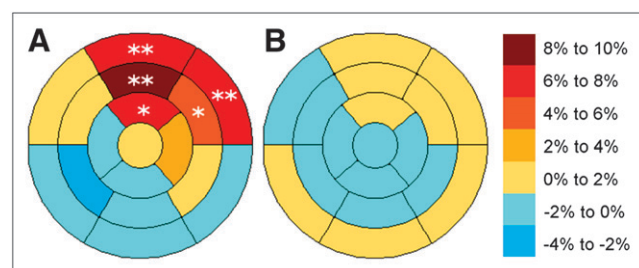 A
B
**
**
**
*
*
8% to 10%
6% to 8%
4% to 6%
2% to 4%
0% to 2%
-2% to 0%
-4% to -2%